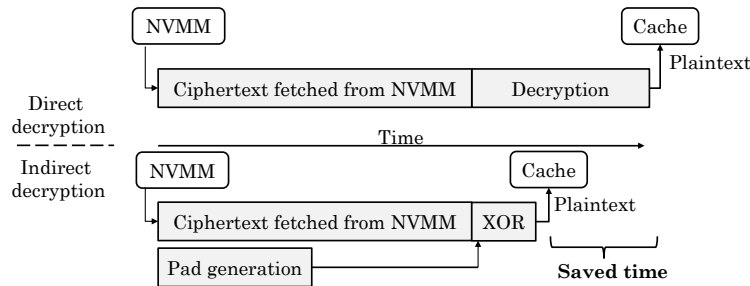 NVMM
Cache
Plaintext
Ciphertext fetched from NVMM
Decryption
Direct
decryption
Time
Indirect
decryption
NVMM
Cache
Plaintext
Ciphertext fetched from NVMM
XOR
Pad generation
Saved time